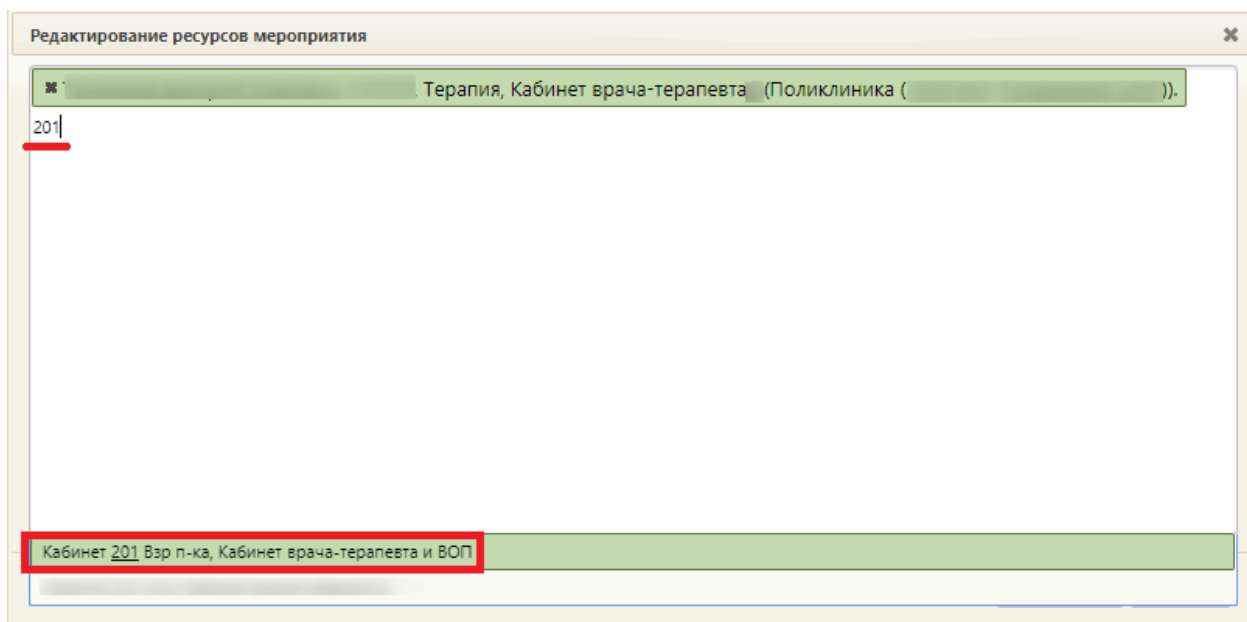 Редактирование ресурсов мероприятия
Терапия, Кабинет врача-терапевта (Поликлиника ( )).
201
Кабинет 201 Взр п-ка, Кабинет врача-терапевта и ВОП